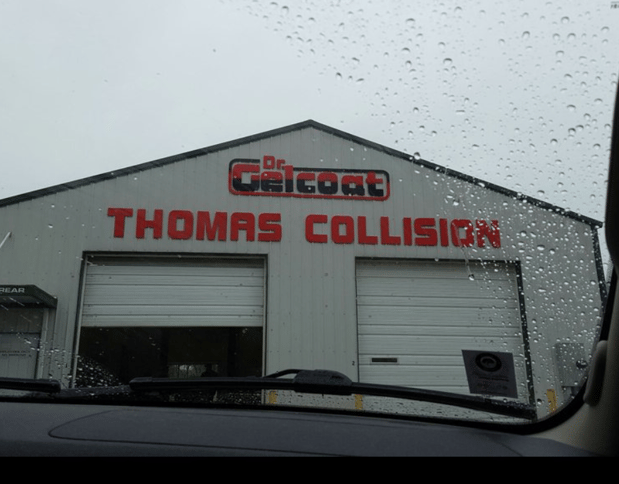 Dr.
Gelcoat
THOMAS COLLISION
REAR